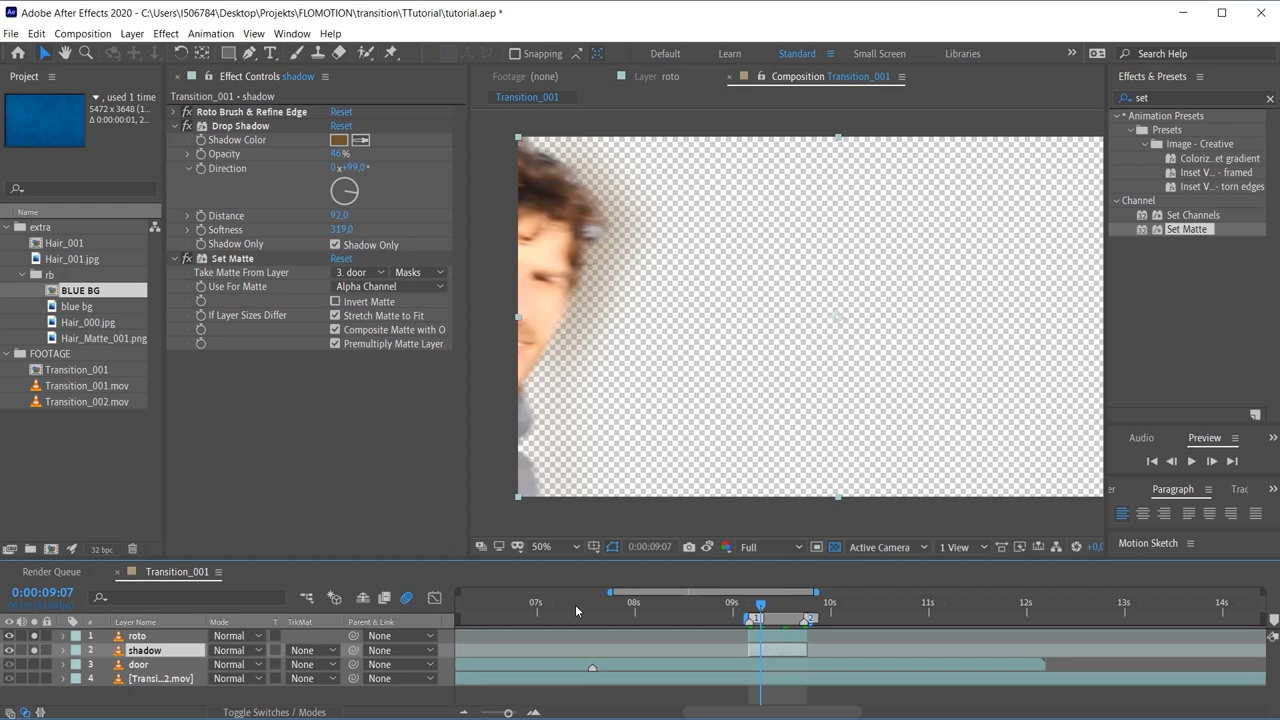 Ae Adobe After Effects 2020 - C:\Users\I506784\Desktop\Projekts\FLOMOTION\transition\TTutorial\tutorial.aep *
File Edit Composition Layer Effect Animation View Window Help
Snapping Default Learn Standard Small Screen Libraries Search Help
Project
, used 1 time
5472 x 3648 (1...
Δ 0:00:00:01, 2...
Name
extra
Hair_001
Hair_001.jpg
rb
BLUE BG
blue bg
Hair_000.jpg
Hair_Matte_001.png
FOOTAGE
Transition_001
Transition_001.mov
Transition_002.mov
32 bpc
Effect Controls shadow
Transition_001 • shadow
fx Roto Brush & Refine Edge Reset
fx Drop Shadow Reset
Shadow Color
Opacity 46%
Direction 0x+99,0°
Distance 92,0
Softness 319,0
Shadow Only Shadow Only
fx Set Matte Reset
Take Matte From Layer 3. door Masks
Use For Matte Alpha Channel
Invert Matte
If Layer Sizes Differ Stretch Matte to Fit
Composite Matte with O
Premultiply Matte Layer
Footage (none) Layer roto Composition Transition_001
Transition_001
50% 0:00:09:07 Full Active Camera 1 View +0,0
Effects & Presets
set
* Animation Presets
Presets
Image - Creative
Coloriz...et gradient
Inset V... - framed
Inset V... - torn edges
Channel
Set Channels
Set Matte
Audio Preview
Paragraph Trac
Motion Sketch
Render Queue Transition_001
0:00:09:07
07s 08s 09s 10s 11s 12s 13s 14s
1 2
# Layer Name Mode T TrkMat Parent & Link
1 roto Normal None
2 shadow Normal None None
3 door Normal None None
4 [Transi...2.mov] Normal None None
Toggle Switches / Modes